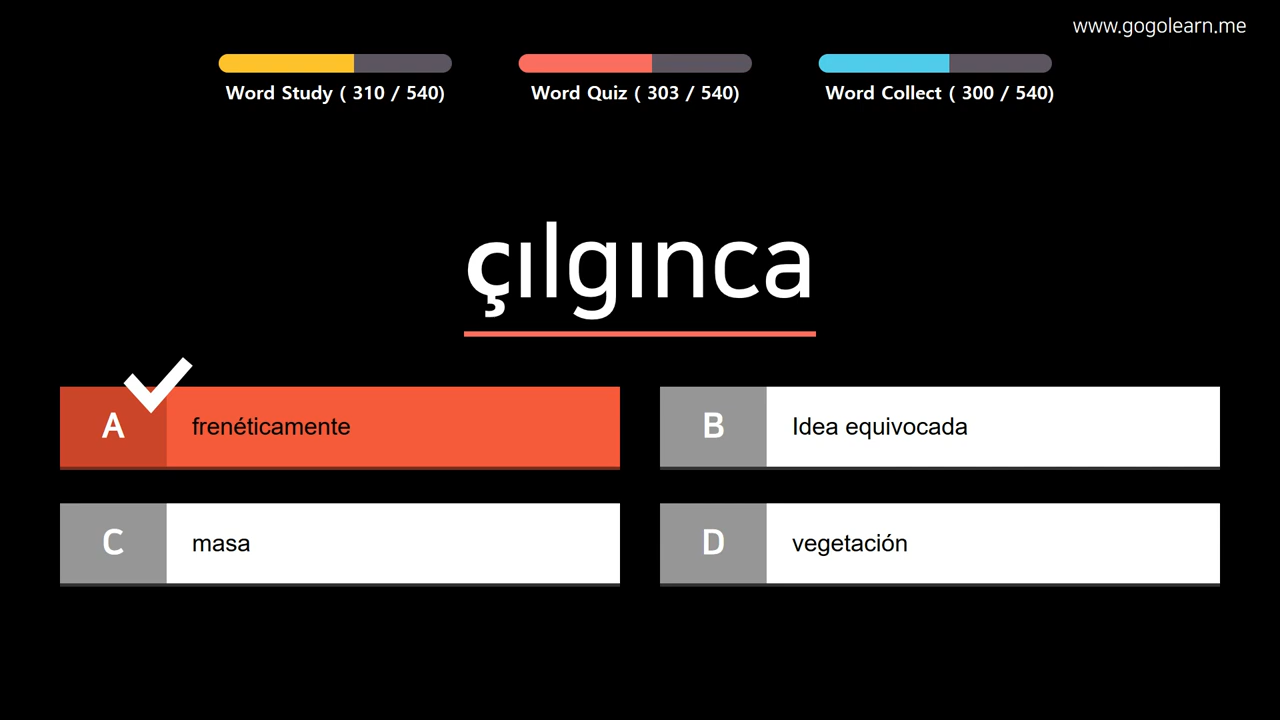 www.gogolearn.me
Word Study ( 310 / 540)
Word Quiz ( 303 / 540)
Word Collect ( 300 / 540)
çılgınca
A frenéticamente
B Idea equivocada
C masa
D vegetación